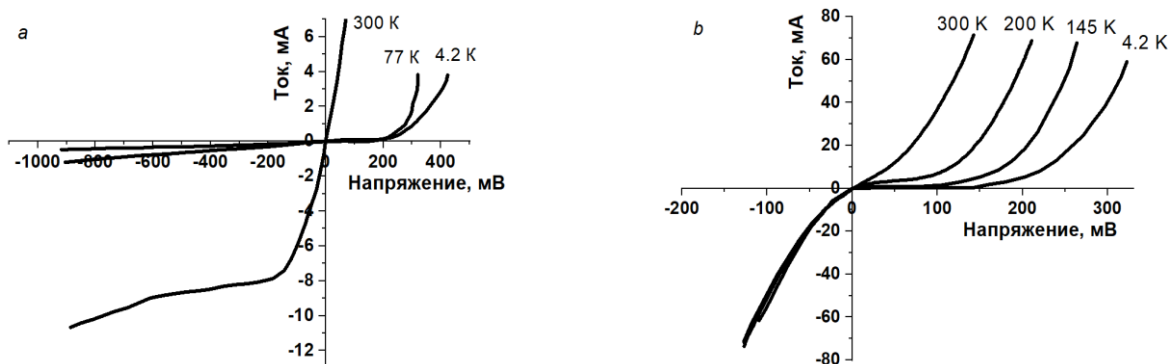 a
300 К
77 К
4.2 К
Ток, мА
6
4
2
0
-2
-4
-6
-8
-10
-12
-1000 -800 -600 -400 -200 0 200 400
Напряжение, мВ
b
300 К 200 К 145 К 4.2 К
Ток, мА
80
60
40
20
0
-20
-40
-60
-80
-200 -100 0 100 200 300
Напряжение, мВ